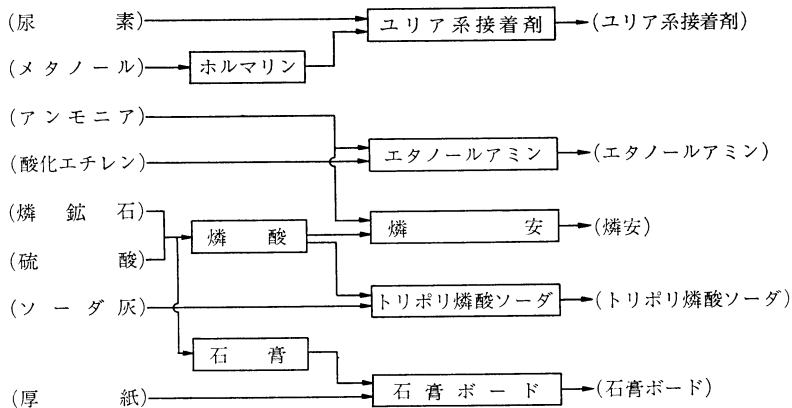 (尿素) ユリア系接着剤 (ユリア系接着剤)
(メタノール) ホルマリン
(アンモニア)
(酸化エチレン) エタノールアミン (エタノールアミン)
(燐鉱石) 燐酸 燐安 (燐安)
(硫酸)
(ソーダ灰) トリポリ燐酸ソーダ (トリポリ燐酸ソーダ)
石膏
(厚紙) 石膏ボード (石膏ボード)